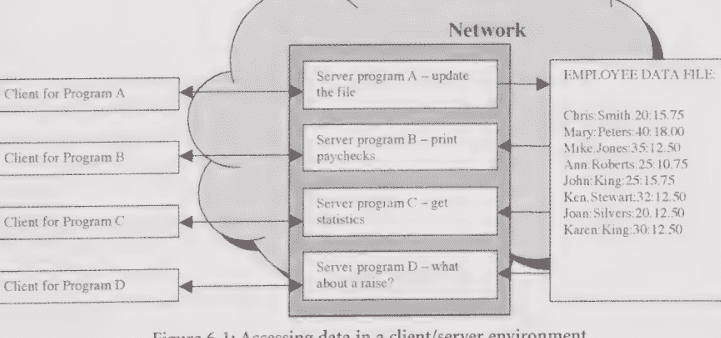 Network
Client for Program A
Server program A – update
the file
Client for Program B
Server program B – print
paychecks
Client for Program C
Server program C – get
statistics
Client for Program D
Server program D – what
about a raise?
EMPLOYEE DATA FILE:
Chris:Smith:20:15.75
Mary:Peters:40:18.00
Mike:Jones:35:12.50
Ann:Roberts:25:10.75
John:King:25:15.75
Ken:Stewart:32:12.50
Joan:Silvers:20:12.50
Karen:King:30:12.50
Figure 6-1: Accessing data in a client/server environment